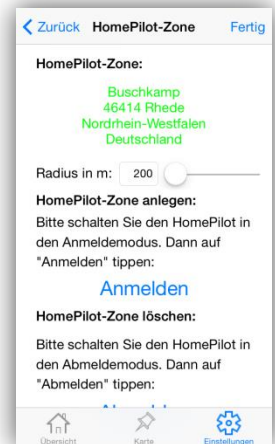 Zurück HomePilot-Zone Fertig
HomePilot-Zone:
Buschkamp
46414 Rhede
Nordrhein-Westfalen
Deutschland
Radius in m: 200
HomePilot-Zone anlegen:
Bitte schalten Sie den HomePilot in
den Anmeldemodus. Dann auf
"Anmelden" tippen:
Anmelden
HomePilot-Zone löschen:
Bitte schalten Sie den HomePilot in
den Abmeldemodus. Dann auf
"Abmelden" tippen:
Übersicht Karte Einstellungen